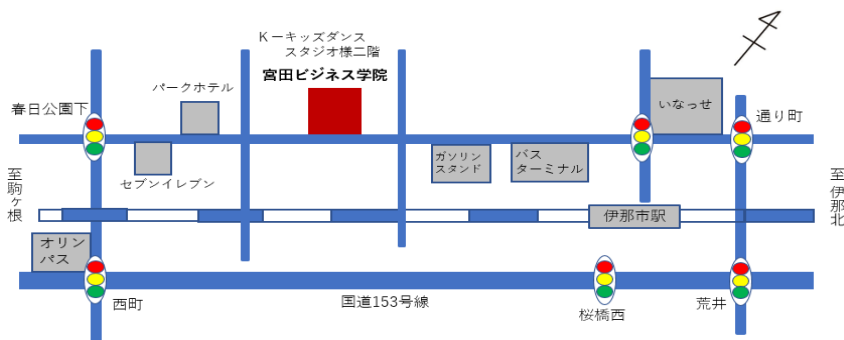 Ｋーキッズダンス
スタジオ様二階
宮田ビジネス学院
パークホテル
春日公園下
いなっせ
通り町
ガソリン
スタンド
バス
ターミナル
セブンイレブン
至駒ヶ根
至伊那北
伊那市駅
オリン
パス
西町
国道153号線
桜橋西
荒井